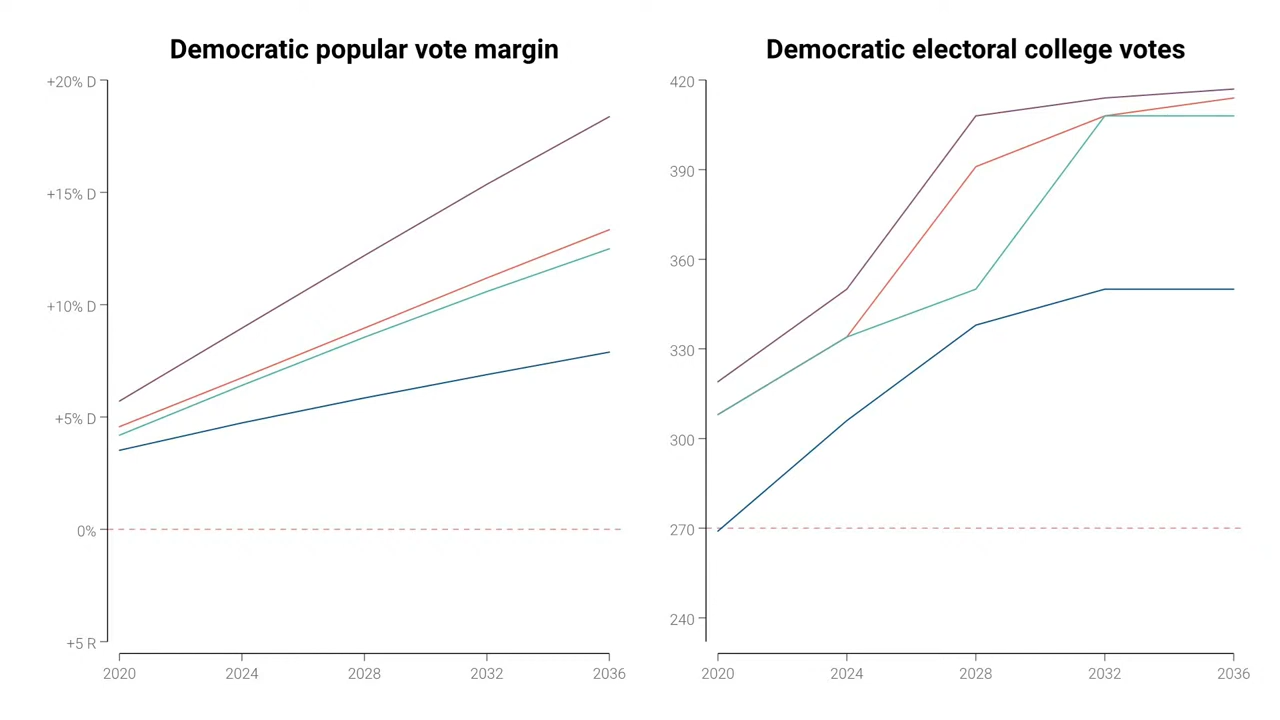 Democratic popular vote margin
+20% D
+15% D
+10% D
+5% D
0%
+5 R
2020 2024 2028 2032 2036
Democratic electoral college votes
420
390
360
330
300
270
240
2020 2024 2028 2032 2036